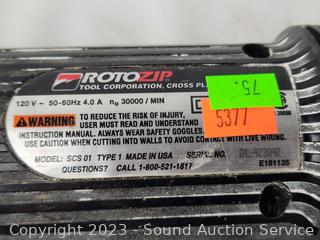 ROTOZIP
TOOL CORPORATION, CROSS PL
75.
120 V ~ 50-60Hz 4.0 A n₀ 30000 / MIN
5377
WARNING TO REDUCE THE RISK OF INJURY,
USER MUST READ AND UNDERSTAND
INSTRUCTION MANUAL. ALWAYS WEAR SAFETY GOGGLES.
USE WHEN CUTTING INTO WALLS TO AVOID CONTACT WITH LIVE WIRING.
MODEL: SCS 01 TYPE 1 MADE IN USA SERIAL NO.
E181135
QUESTIONS? CALL 1-800-521-1817
Copyright 2023 - Sound Auction Service